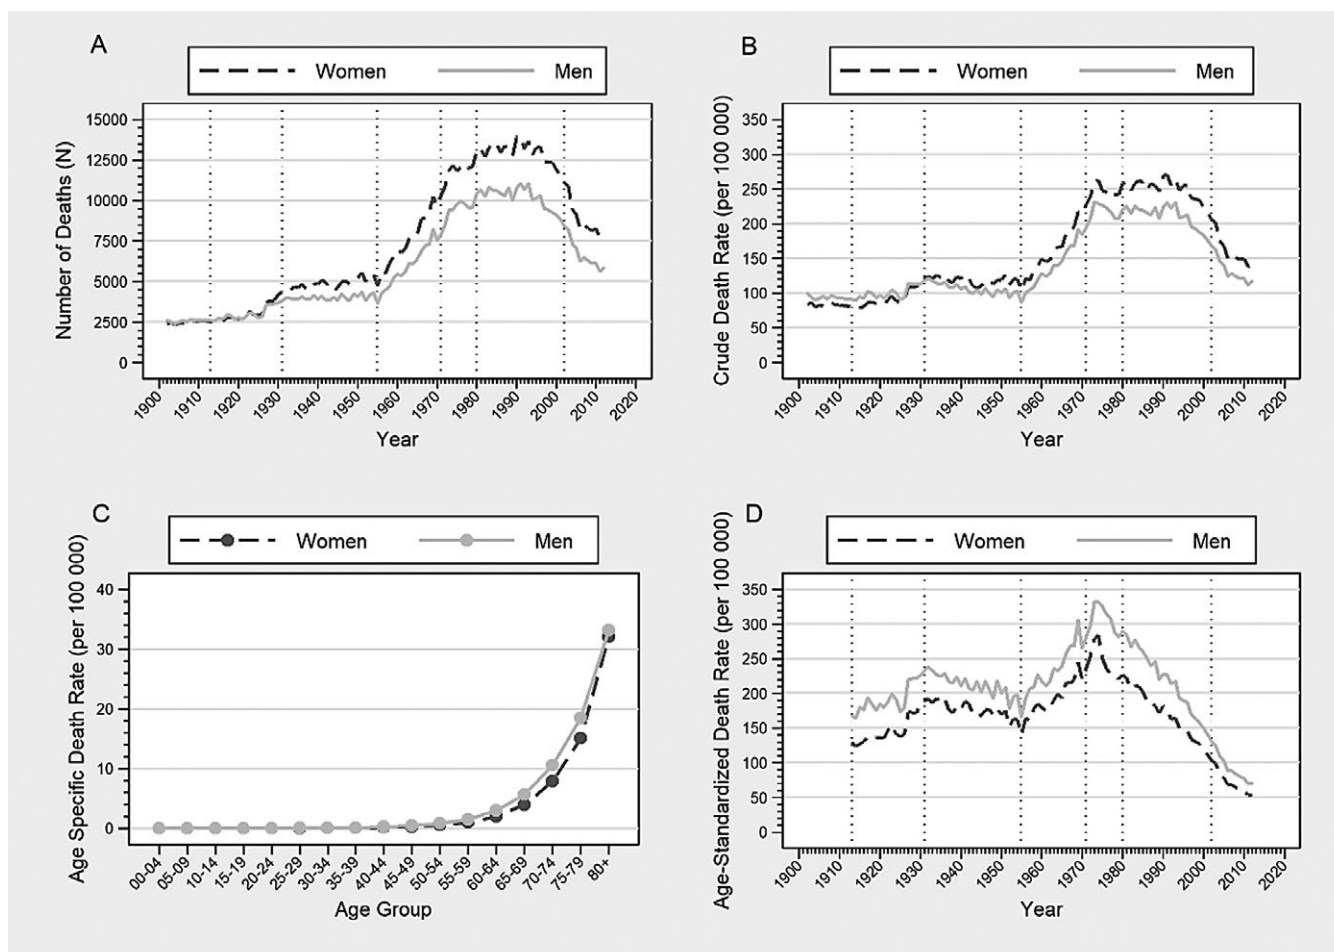 A
Women Men
Number of Deaths (N)
15000
12500
10000
7500
5000
2500
0
1900 1910 1920 1930 1940 1950 1960 1970 1980 1990 2000 2010 2020
Year
B
Women Men
Crude Death Rate (per 100 000)
350
300
250
200
150
100
50
0
1900 1910 1920 1930 1940 1950 1960 1970 1980 1990 2000 2010 2020
Year
C
Women Men
Age Specific Death Rate (per 100 000)
40
30
20
10
0
00-04 05-09 10-14 15-19 20-24 25-29 30-34 35-39 40-44 45-49 50-54 55-59 60-64 65-69 70-74 75-79 80+
Age Group
D
Women Men
Age-Standardized Death Rate (per 100 000)
350
300
250
200
150
100
50
0
1900 1910 1920 1930 1940 1950 1960 1970 1980 1990 2000 2010 2020
Year